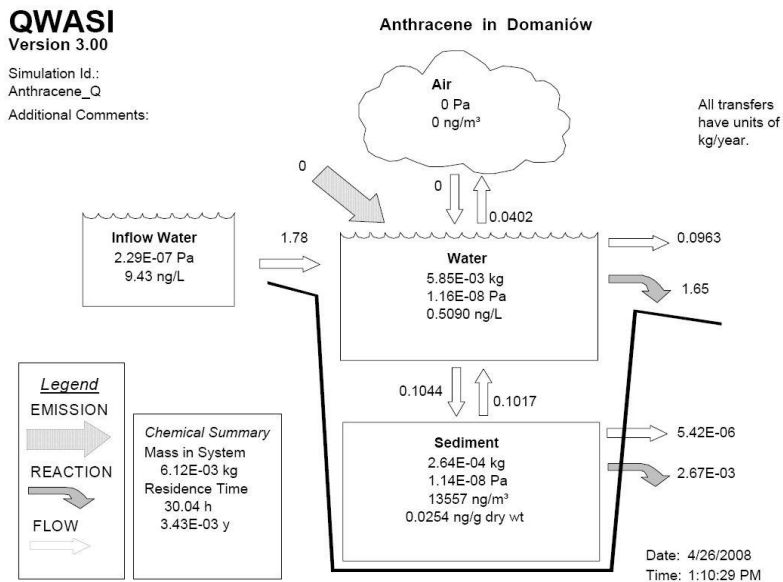 QWASI
Version 3.00
Simulation Id.:
Anthracene_Q
Additional Comments:
Anthracene in Domaniów
Air
0 Pa
0 ng/m³
All transfers
have units of
kg/year.
0
0
0.0402
Inflow Water
2.29E-07 Pa
9.43 ng/L
1.78
Water
5.85E-03 kg
1.16E-08 Pa
0.5090 ng/L
0.0963
1.65
0.1044
0.1017
Sediment
2.64E-04 kg
1.14E-08 Pa
13557 ng/m³
0.0254 ng/g dry wt
5.42E-06
2.67E-03
Legend
EMISSION
REACTION
FLOW
Chemical Summary
Mass in System
6.12E-03 kg
Residence Time
30.04 h
3.43E-03 y
Date: 4/26/2008
Time: 1:10:29 PM